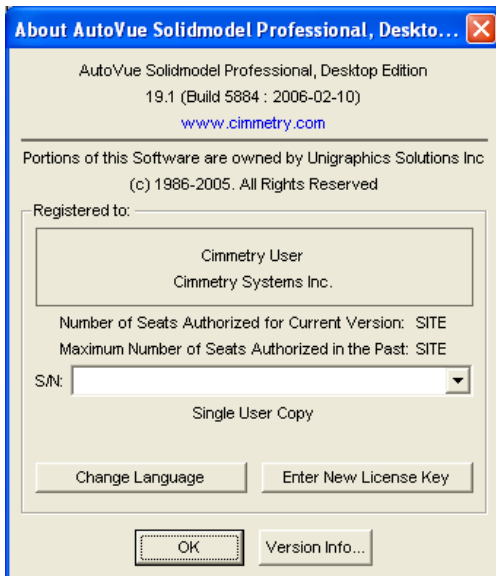 About AutoVue Solidmodel Professional, Deskto...
AutoVue Solidmodel Professional, Desktop Edition
19.1 (Build 5884 : 2006-02-10)
www.cimmetry.com
Portions of this Software are owned by Unigraphics Solutions Inc
(c) 1986-2005. All Rights Reserved
Registered to:
Cimmetry User
Cimmetry Systems Inc.
Number of Seats Authorized for Current Version: SITE
Maximum Number of Seats Authorized in the Past: SITE
S/N:
Single User Copy
Change Language Enter New License Key
OK Version Info...